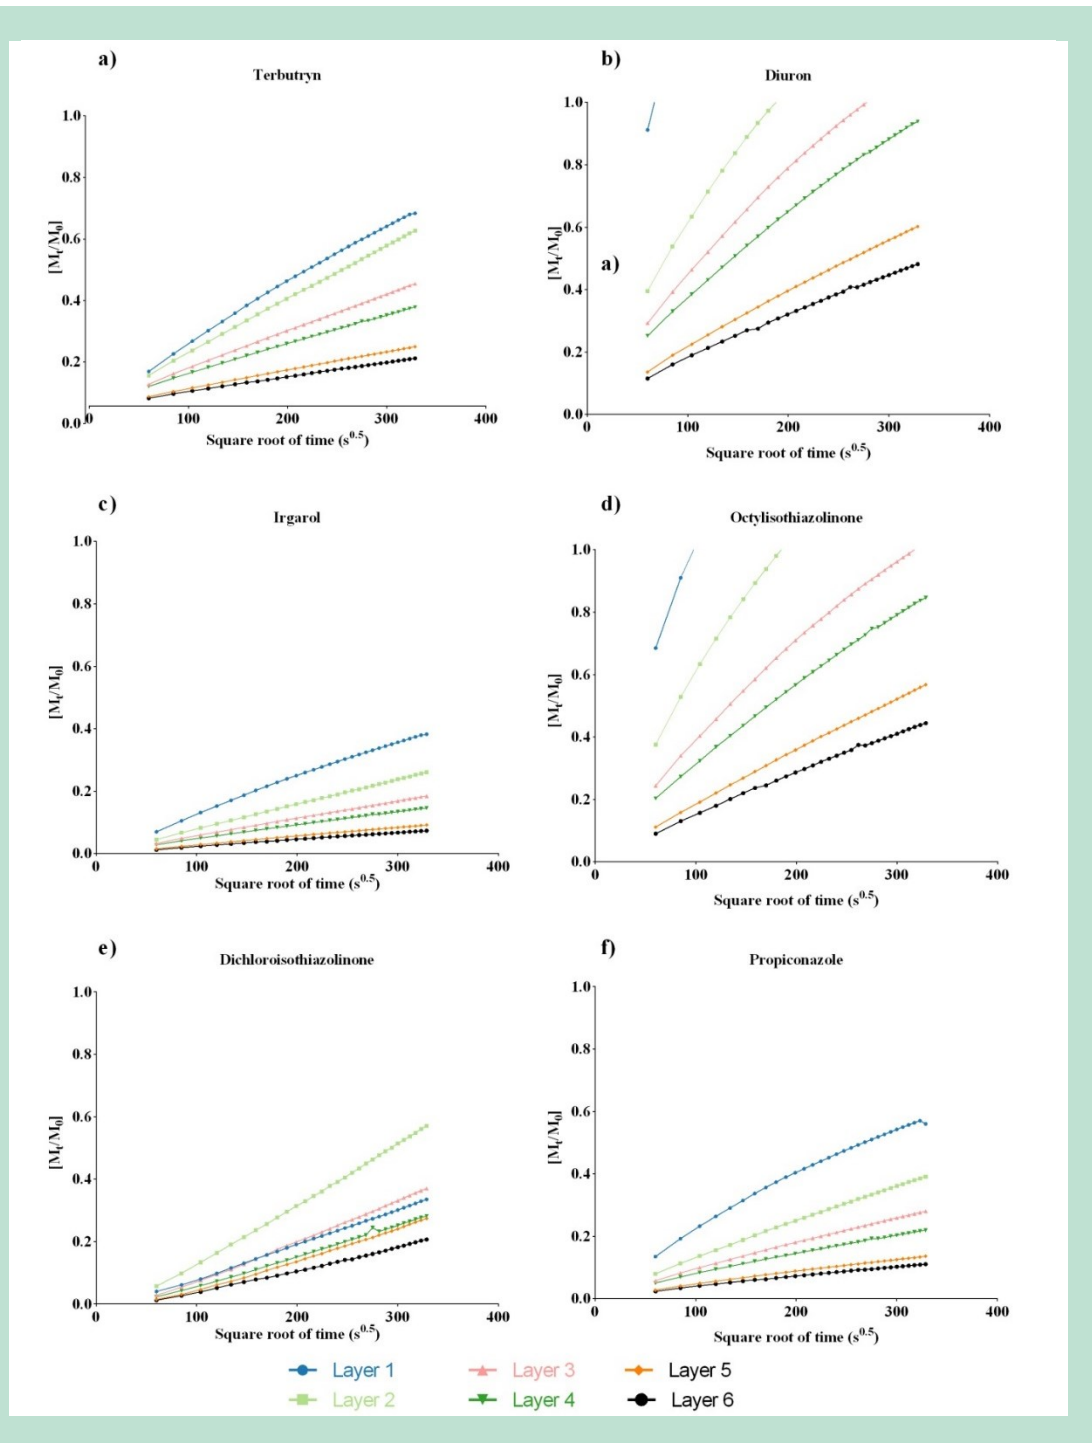 a)
Terbutryn
1.0
0.8
0.6
0.4
0.2
0.0
[Mt/M0]
0 100 200 300 400
Square root of time (s^0.5)
b)
Diuron
1.0
0.8
0.6
0.4
0.2
0.0
[Mt/M0]
a)
0 100 200 300 400
Square root of time (s^0.5)
c)
Irgarol
1.0
0.8
0.6
0.4
0.2
0.0
[Mt/M0]
0 100 200 300 400
Square root of time (s^0.5)
d)
Octylisothiazolinone
1.0
0.8
0.6
0.4
0.2
0.0
[Mt/M0]
0 100 200 300 400
Square root of time (s^0.5)
e)
Dichloroisothiazolinone
1.0
0.8
0.6
0.4
0.2
0.0
[Mt/M0]
0 100 200 300 400
Square root of time (s^0.5)
f)
Propiconazole
1.0
0.8
0.6
0.4
0.2
0.0
[Mt/M0]
0 100 200 300 400
Square root of time (s^0.5)
Layer 1 Layer 3 Layer 5
Layer 2 Layer 4 Layer 6